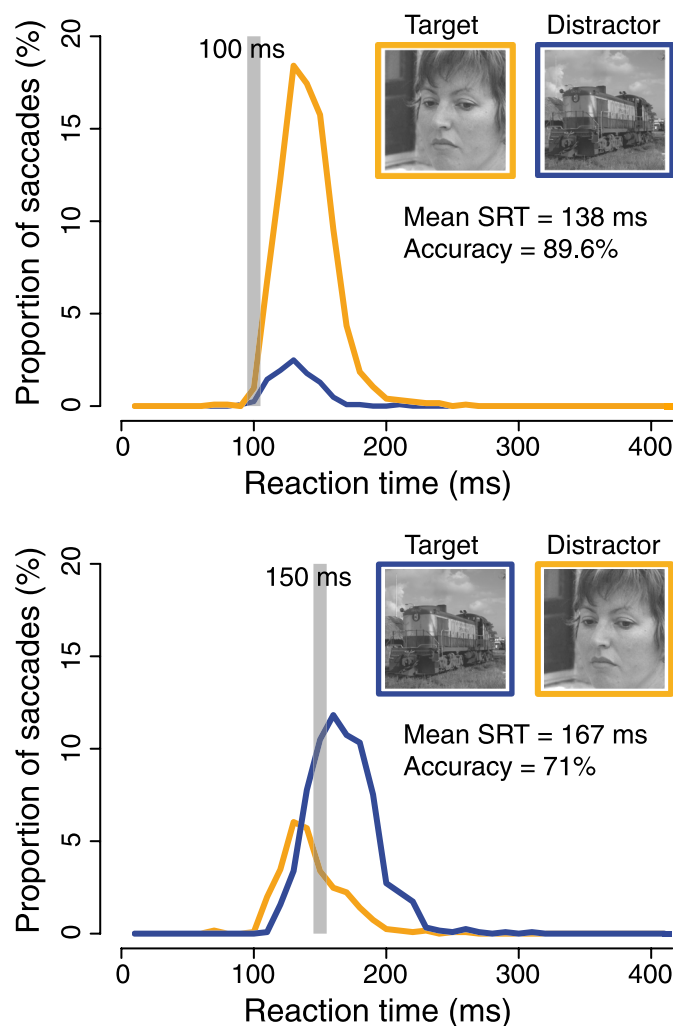 Target Distractor
20
100 ms
15
10
5
0
Proportion of saccades (%)
Mean SRT = 138 ms
Accuracy = 89.6%
0 100 200 300 400
Reaction time (ms)
Target Distractor
20
150 ms
15
10
5
0
Proportion of saccades (%)
Mean SRT = 167 ms
Accuracy = 71%
0 100 200 300 400
Reaction time (ms)